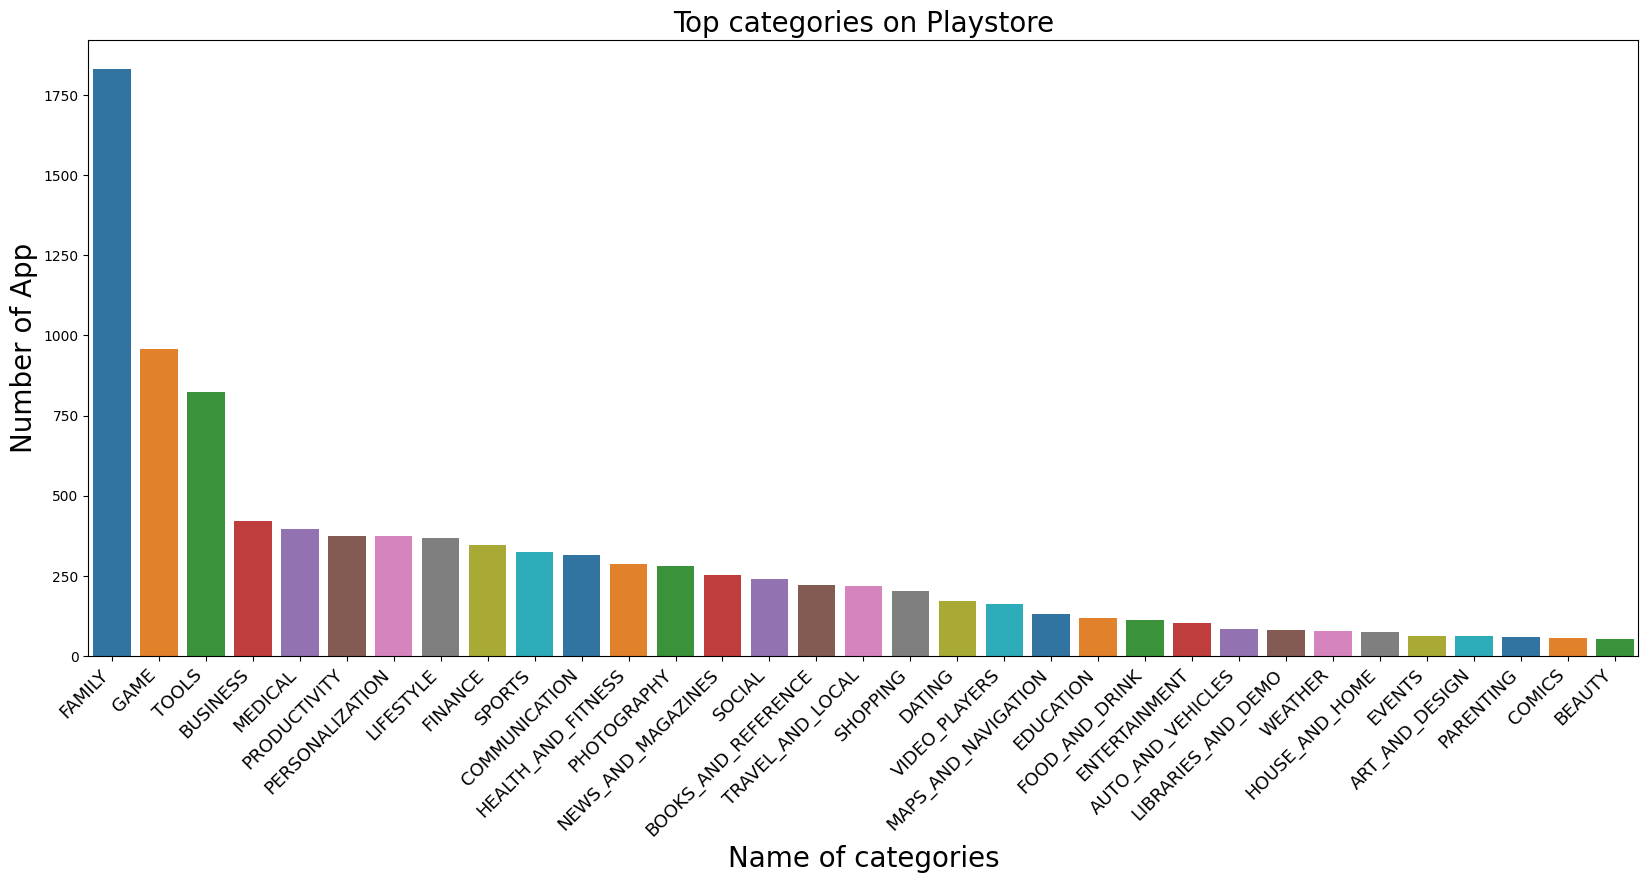 Top categories on Playstore
Number of App
1750
1500
1250
1000
750
500
250
0
FAMILY
GAME
TOOLS
BUSINESS
MEDICAL
PRODUCTIVITY
PERSONALIZATION
LIFESTYLE
FINANCE
SPORTS
COMMUNICATION
HEALTH_AND_FITNESS
PHOTOGRAPHY
NEWS_AND_MAGAZINES
SOCIAL
BOOKS_AND_REFERENCE
TRAVEL_AND_LOCAL
SHOPPING
DATING
VIDEO_PLAYERS
MAPS_AND_NAVIGATION
EDUCATION
FOOD_AND_DRINK
ENTERTAINMENT
AUTO_AND_VEHICLES
LIBRARIES_AND_DEMO
WEATHER
HOUSE_AND_HOME
EVENTS
ART_AND_DESIGN
PARENTING
COMICS
BEAUTY
Name of categories